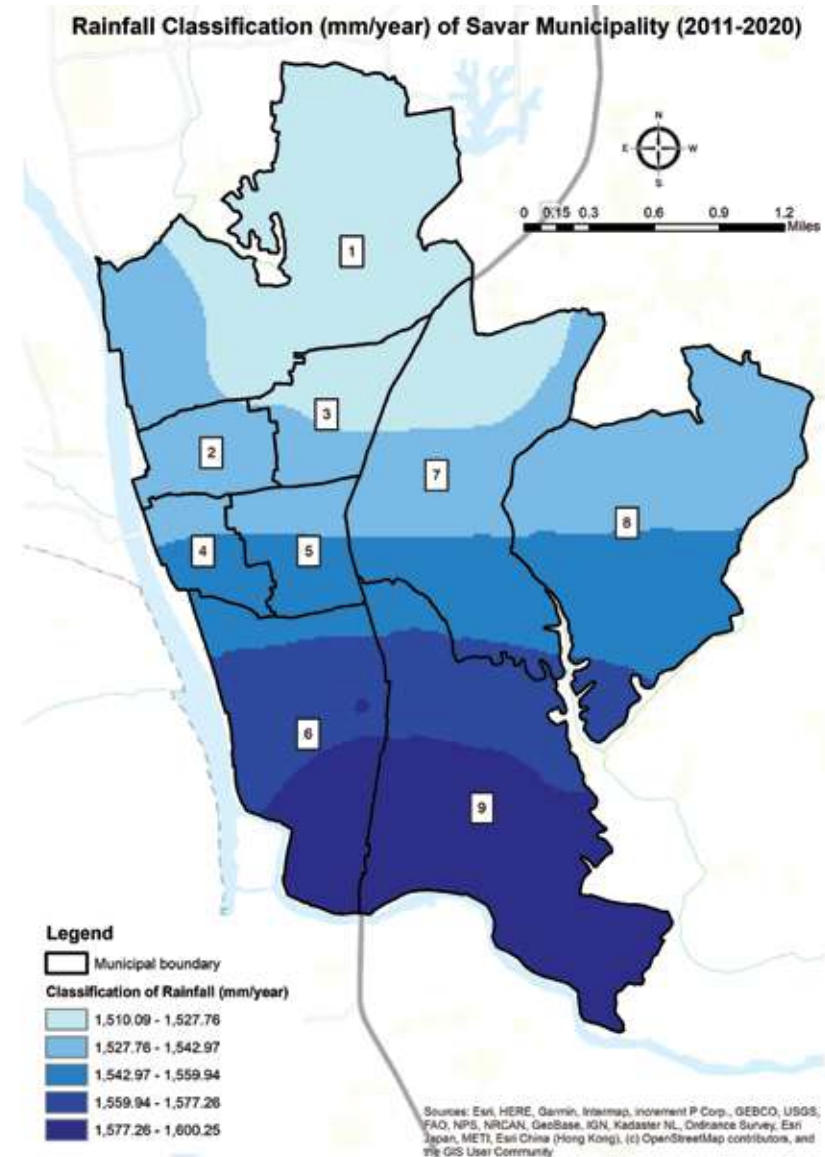 Rainfall Classification (mm/year) of Savar Municipality (2011-2020)
N
E W
S
0 0.15 0.3 0.6 0.9 1.2
Miles
1
3
2
7
8
4
5
6
9
Legend
Municipal boundary
Classification of Rainfall (mm/year)
1,510.09 - 1,527.76
1,527.76 - 1,542.97
1,542.97 - 1,559.94
1,559.94 - 1,577.26
1,577.26 - 1,600.25
Sources: Esri, HERE, Garmin, Intermap, increment P Corp., GEBCO, USGS,
FAO, NPS, NRCAN, GeoBase, IGN, Kadaster NL, Ordnance Survey, Esri
Japan, METI, Esri China (Hong Kong), (c) OpenStreetMap contributors, and
the GIS User Community